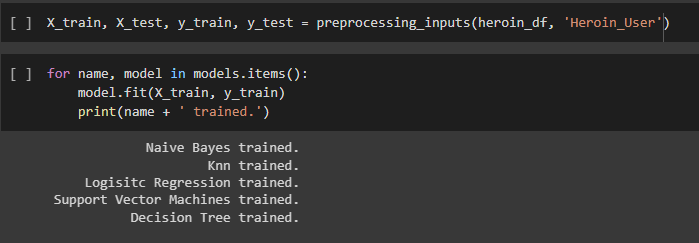 [ ] X_train, X_test, y_train, y_test = preprocessing_inputs(heroin_df, 'Heroin_User')
[ ] for name, model in models.items():
model.fit(X_train, y_train)
print(name + ' trained.')
Naive Bayes trained.
Knn trained.
Logisitc Regression trained.
Support Vector Machines trained.
Decision Tree trained.